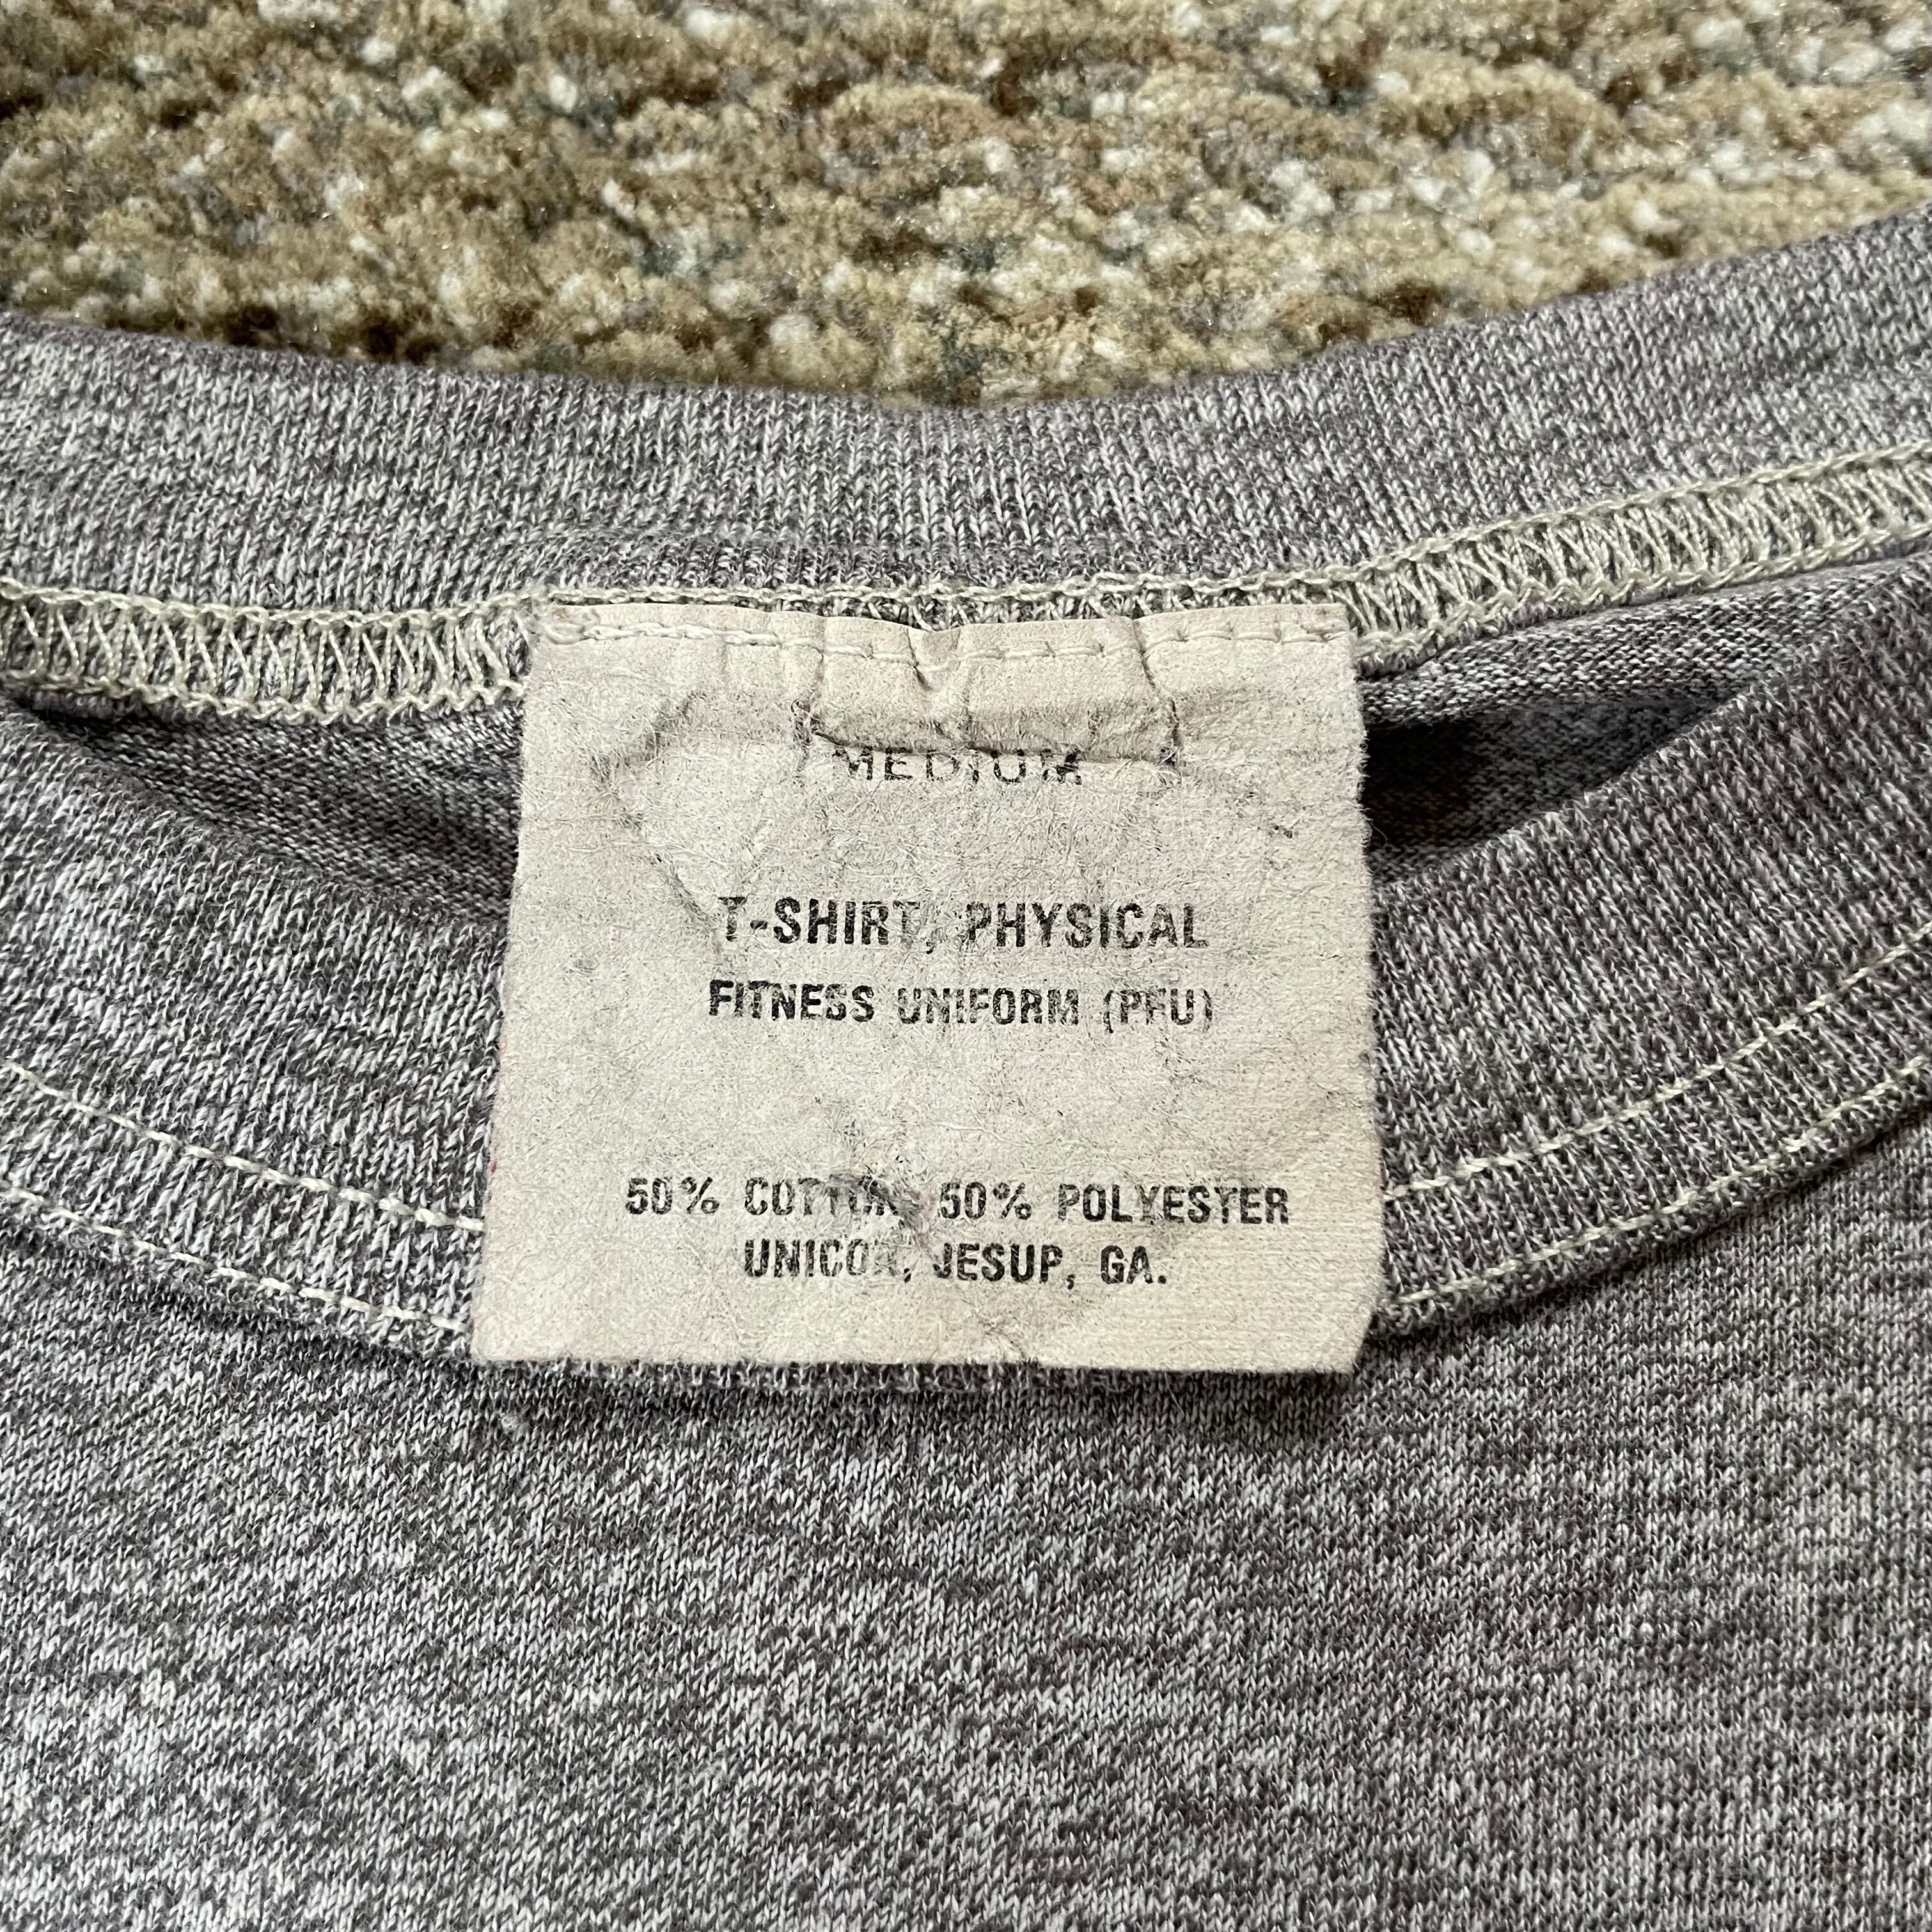 MEDIUM
T-SHIRT, PHYSICAL
FITNESS UNIFORM (PFU)
50% COTTON, 50% POLYESTER
UNICOR, JESUP, GA.